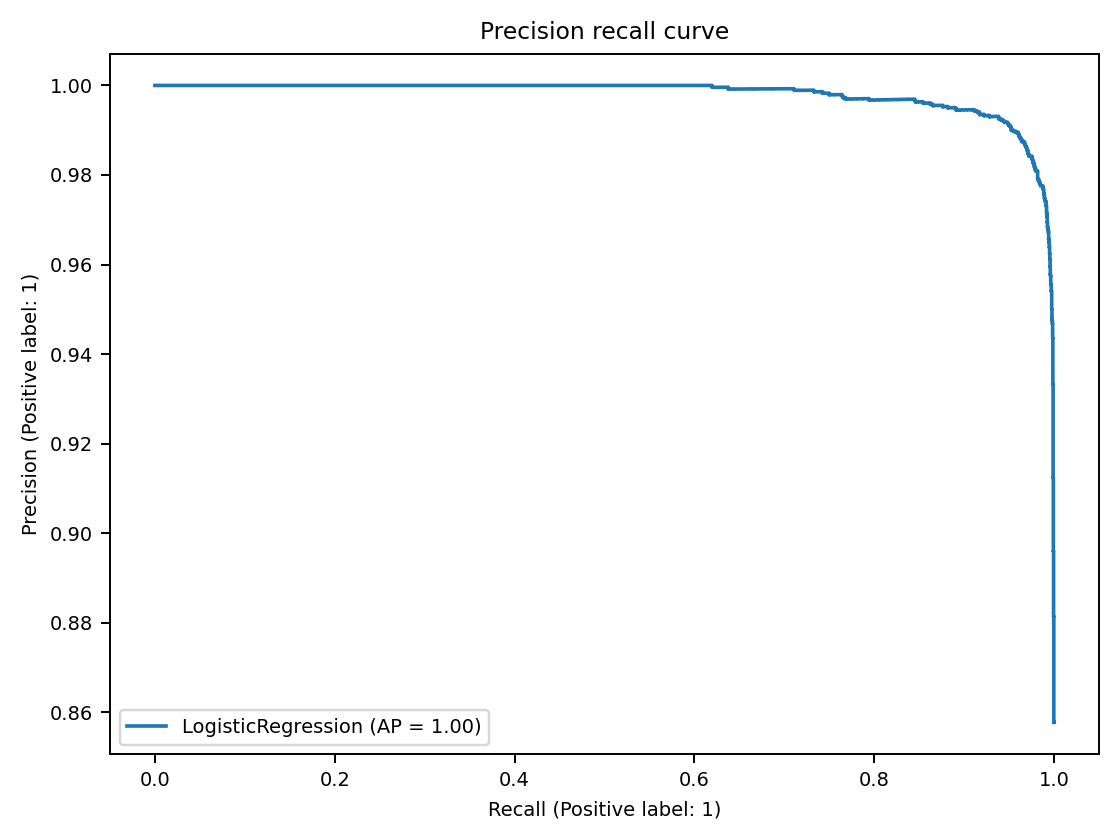 Precision recall curve
1.00
0.98
0.96
0.94
0.92
0.90
0.88
0.86
Precision (Positive label: 1)
LogisticRegression (AP = 1.00)
0.0 0.2 0.4 0.6 0.8 1.0
Recall (Positive label: 1)